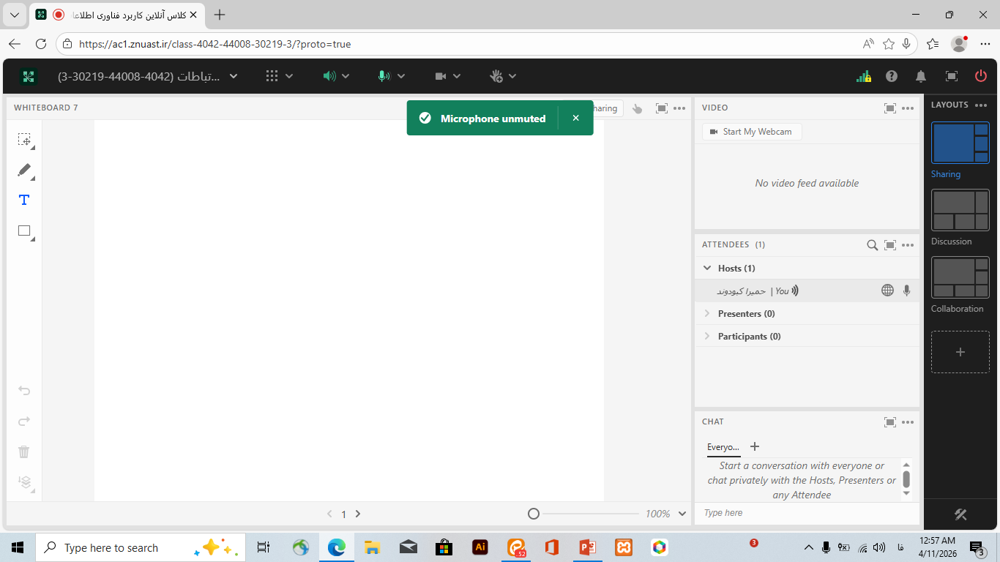 کلاس آنلاین کاربرد فناوری اطلاعا
https://ac1.znuast.ir/class-4042-44008-30219-3/?proto=true
...تباطات (4042-44008-30219-3)
WHITEBOARD 7
haring
Microphone unmuted
VIDEO
LAYOUTS
Start My Webcam
No video feed available
Sharing
T
ATTENDEES (1)
Discussion
Hosts (1)
حمیرا کبودوند | You
Collaboration
Presenters (0)
Participants (0)
CHAT
Everyo...
Start a conversation with everyone or
chat privately with the Hosts, Presenters or
any Attendee
1
100%
Type here
Type here to search
Ai
.52
3
فا
12:57 AM
4/11/2026
3